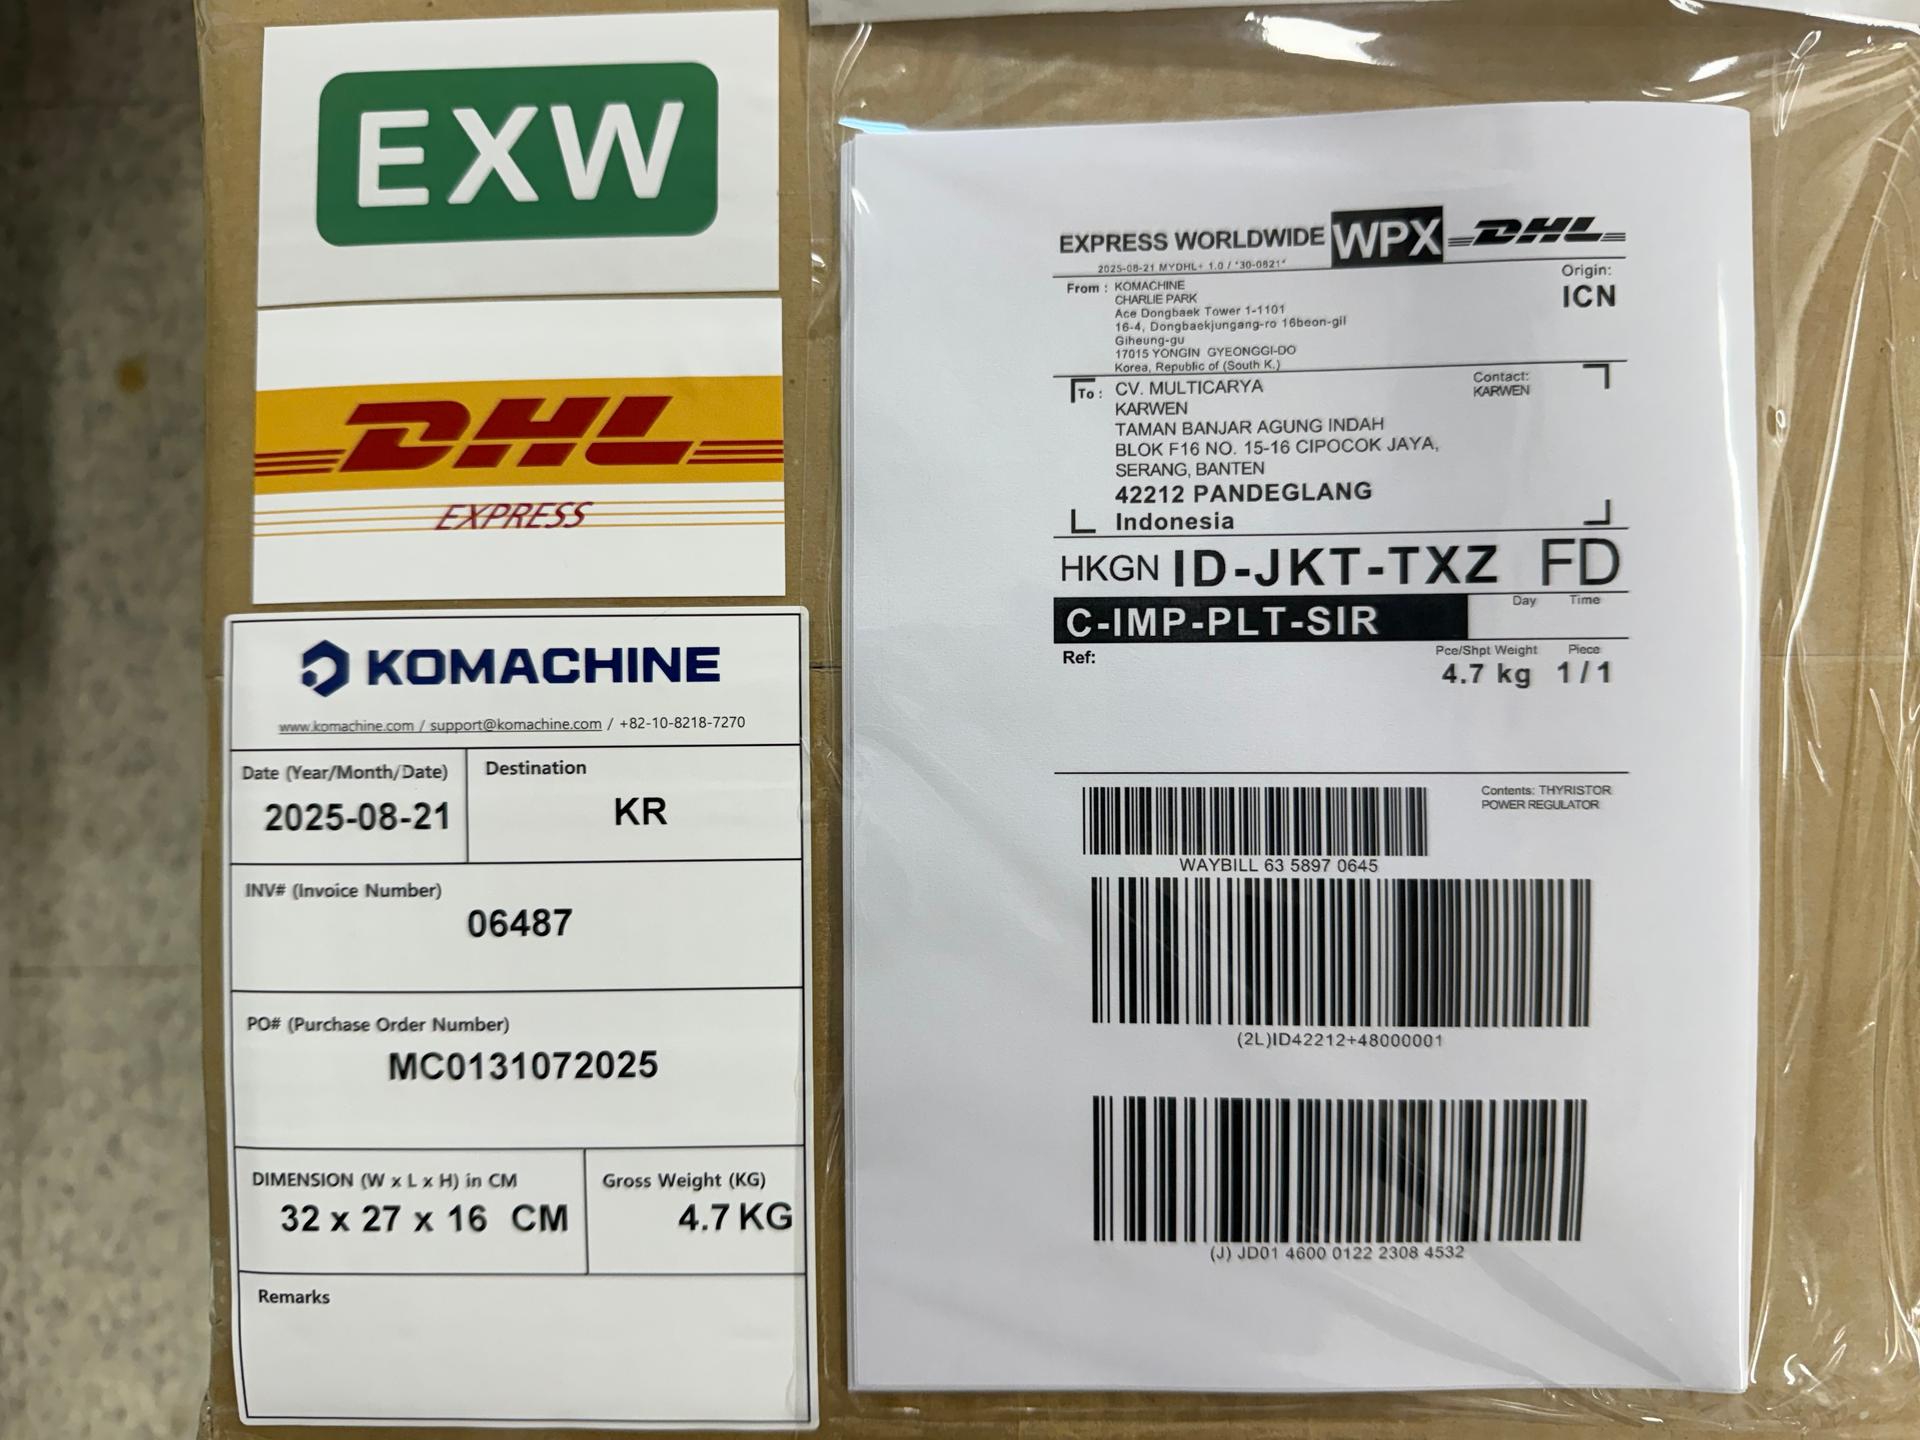 EXW
DHL
EXPRESS
KOMACHINE
www.komachine.com / support@komachine.com / +82-10-8218-7270
Date (Year/Month/Date)
2025-08-21
Destination
KR
INV# (Invoice Number)
06487
PO# (Purchase Order Number)
MC0131072025
DIMENSION (W x L x H) in CM
32 x 27 x 16 CM
Gross Weight (KG)
4.7 KG
Remarks
EXPRESS WORLDWIDE WPX DHL
2025-08-21 MYDHL+ 1.0 / *30-0821*
Origin:
ICN
From : KOMACHINE
CHARLIE PARK
Ace Dongbaek Tower 1-1101
16-4, Dongbaekjungang-ro 16beon-gil
Giheung-gu
17015 YONGIN GYEONGGI-DO
Korea, Republic of (South K.)
To : CV. MULTICARYA
KARWEN
TAMAN BANJAR AGUNG INDAH
BLOK F16 NO. 15-16 CIPOCOK JAYA,
SERANG, BANTEN
42212 PANDEGLANG
Indonesia
Contact:
KARWEN
HKGN ID-JKT-TXZ FD
C-IMP-PLT-SIR
Day Time
Ref:
Pce/Shpt Weight
4.7 kg
Piece
1/1
Contents: THYRISTOR
POWER REGULATOR
WAYBILL 63 5897 0645
(2L)ID42212+48000001
(J) JD01 4600 0122 2308 4532